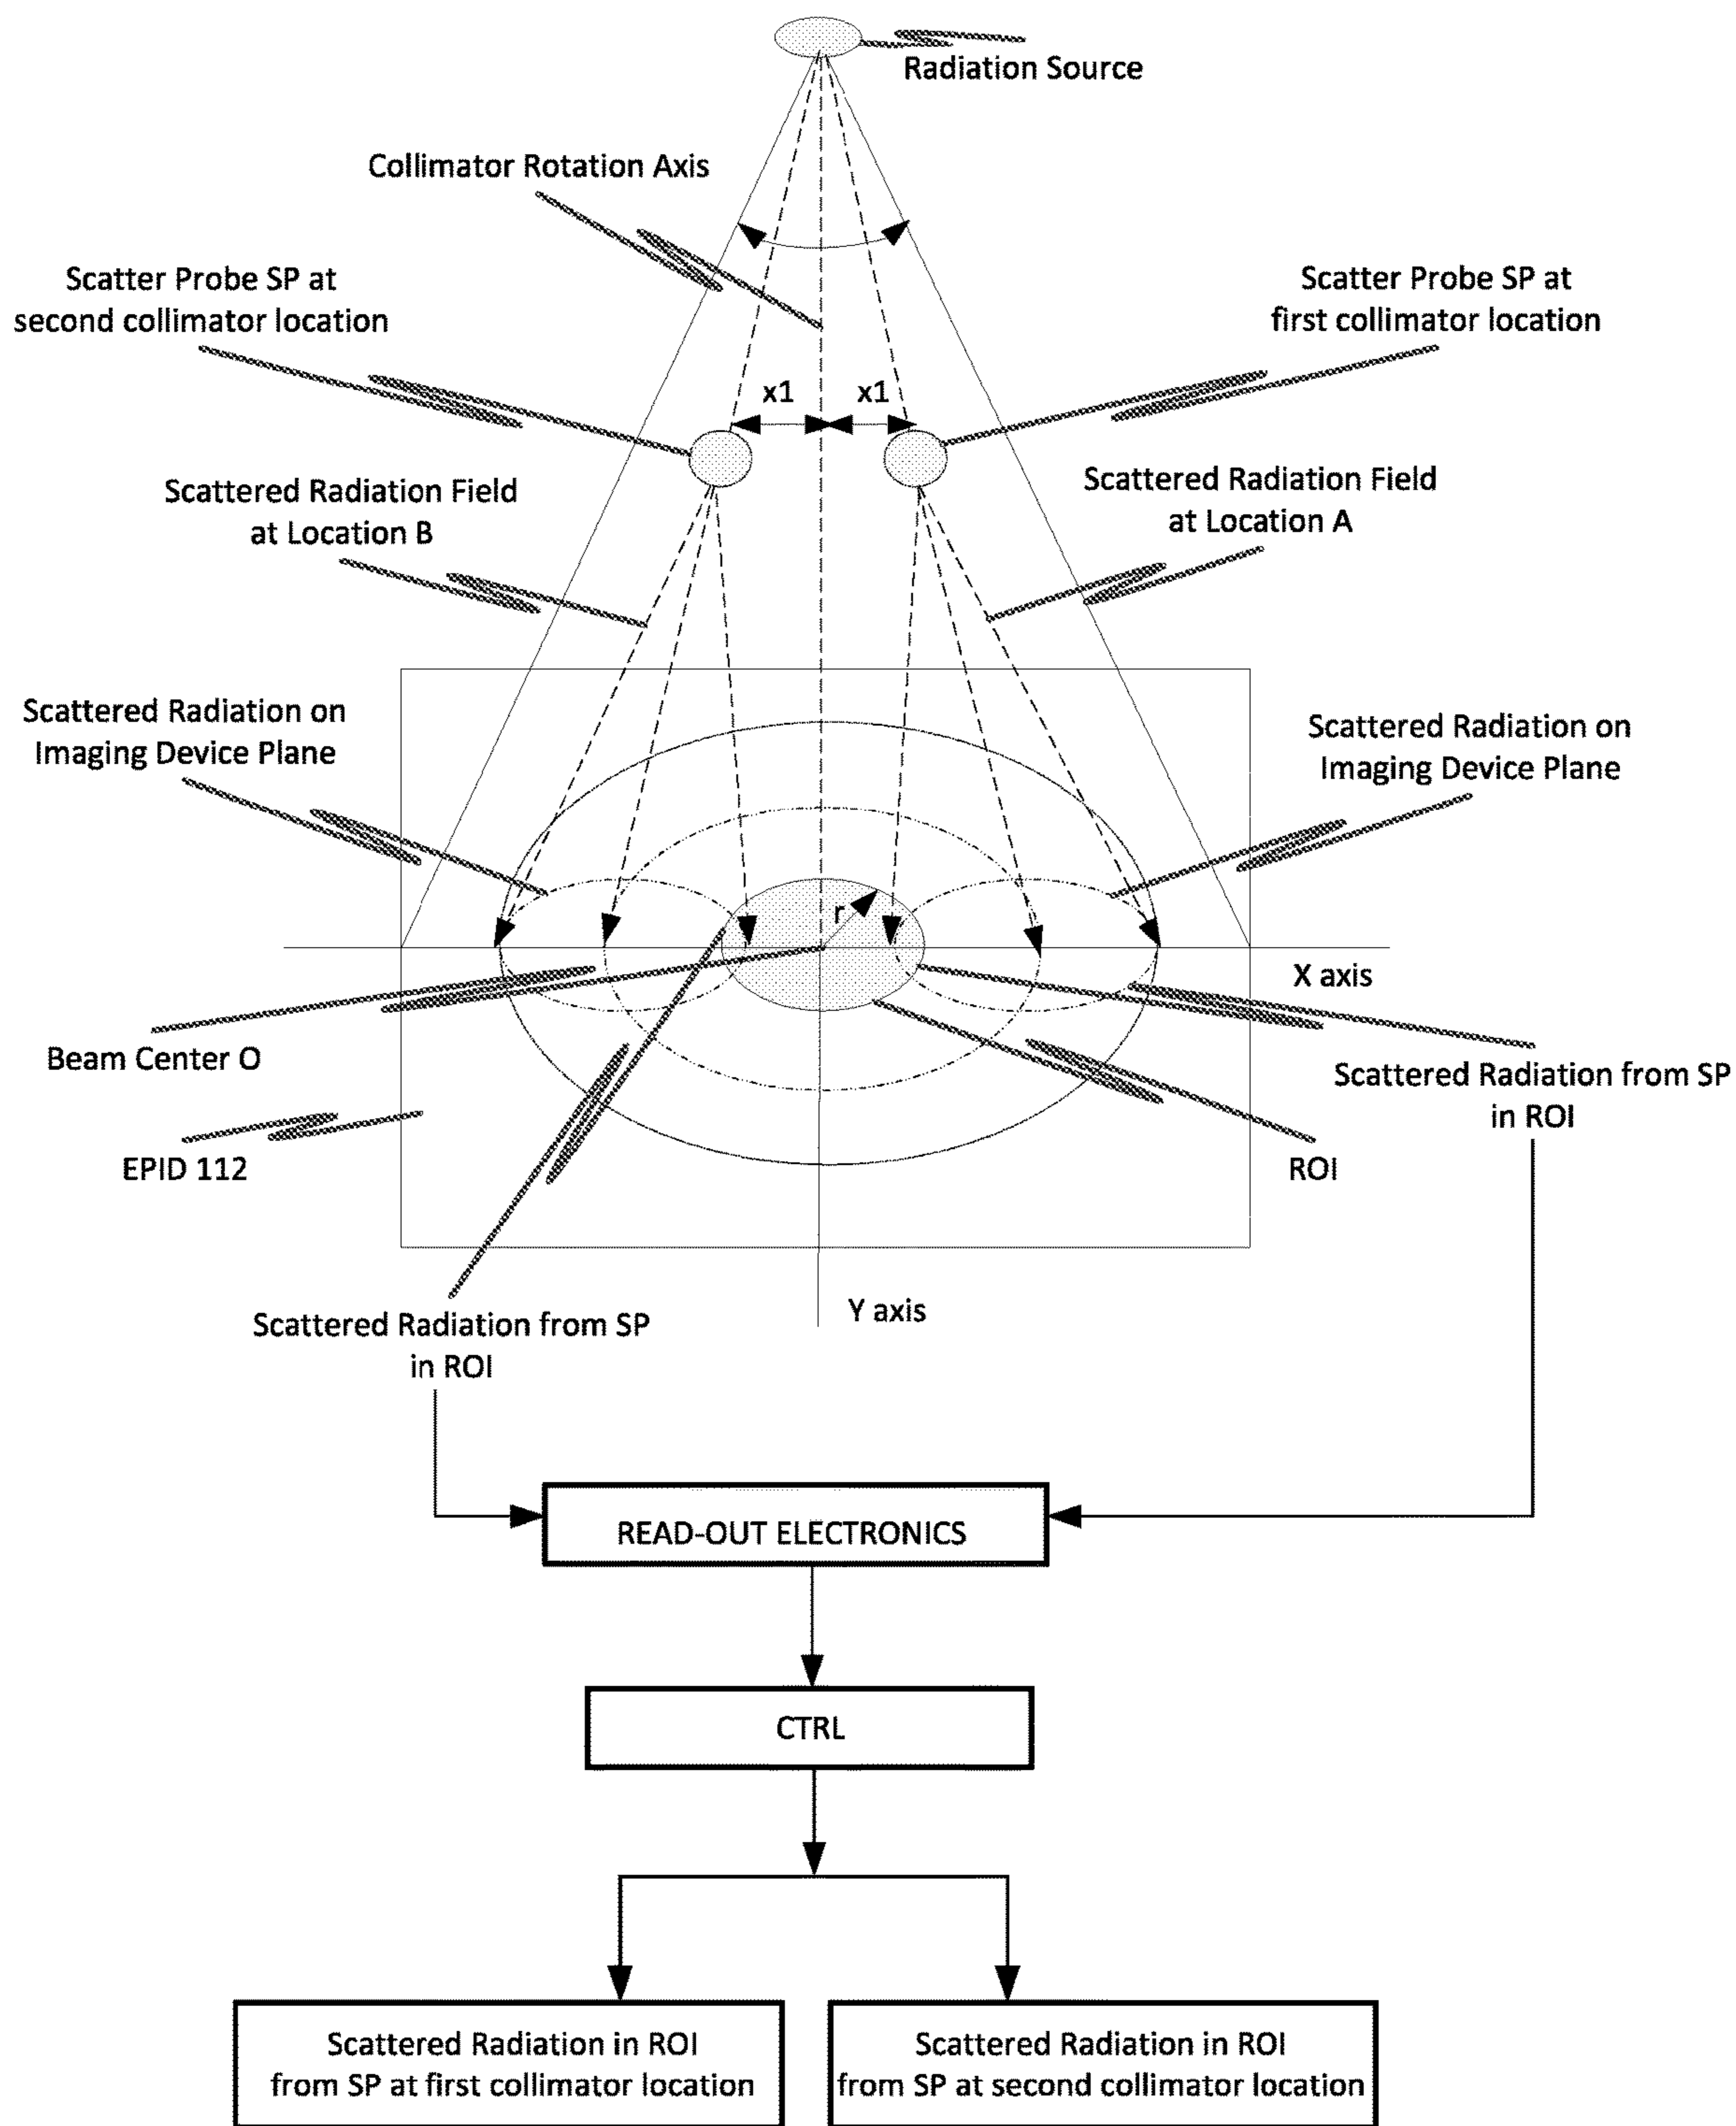 Radiation Source
Collimator Rotation Axis
Scatter Probe SP at
second collimator location
Scatter Probe SP at
first collimator location
x1
x1
Scattered Radiation Field
at Location B
Scattered Radiation Field
at Location A
Scattered Radiation on
Imaging Device Plane
Scattered Radiation on
Imaging Device Plane
r
X axis
Beam Center O
Scattered Radiation from SP
in ROI
EPID 112
ROI
Y axis
Scattered Radiation from SP
in ROI
READ-OUT ELECTRONICS
CTRL
Scattered Radiation in ROI
from SP at first collimator location
Scattered Radiation in ROI
from SP at second collimator location